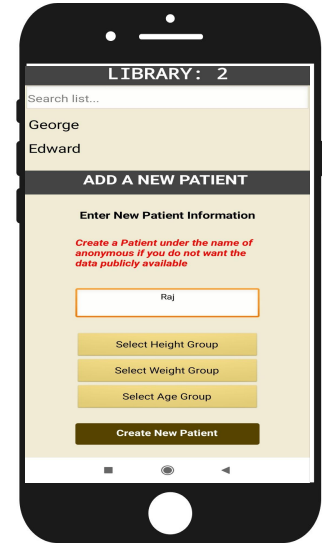 LIBRARY: 2
Search list...
George
Edward
ADD A NEW PATIENT
Enter New Patient Information
Create a Patient under the name of
anonymous if you do not want the
data publicly available
Raj
Select Height Group
Select Weight Group
Select Age Group
Create New Patient